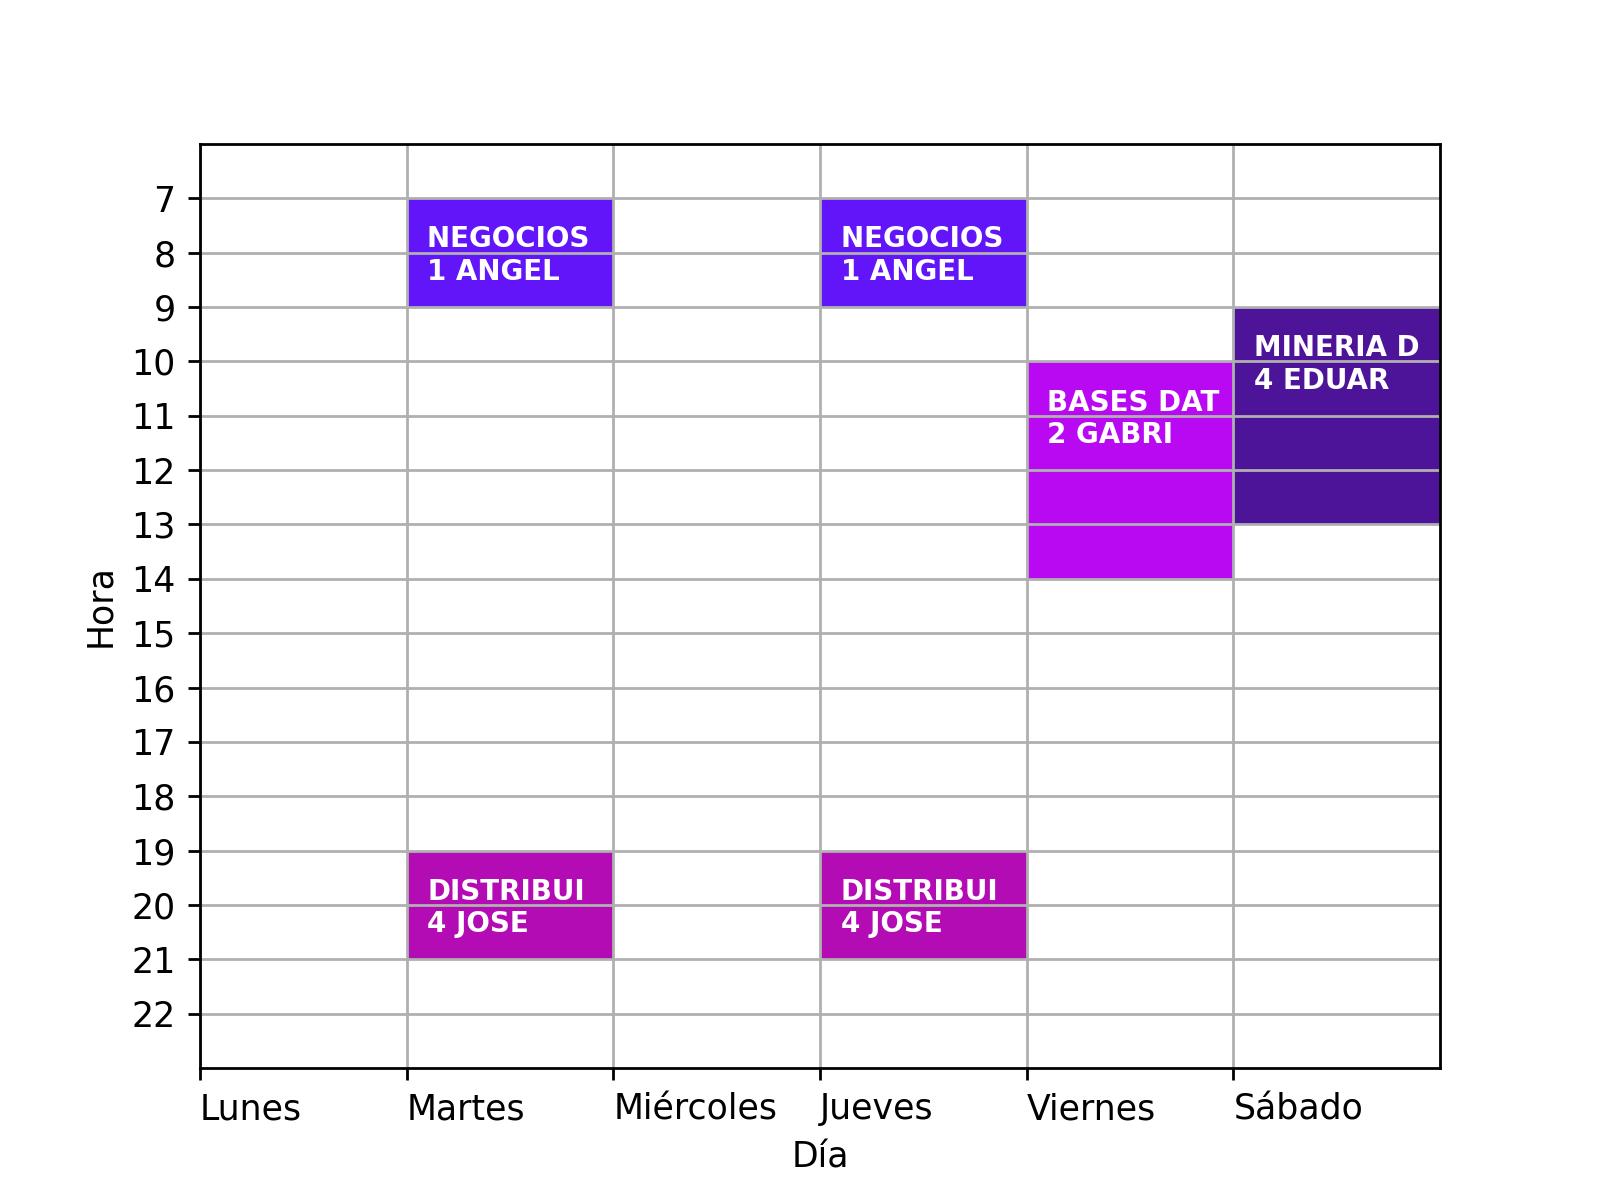 7
8
9
10
11
12
13
14
15
16
17
18
19
20
21
22
Hora
NEGOCIOS
1 ANGEL
NEGOCIOS
1 ANGEL
MINERIA D
4 EDUAR
BASES DAT
2 GABRI
DISTRIBUI
4 JOSE
DISTRIBUI
4 JOSE
Lunes Martes Miércoles Jueves Viernes Sábado
Día